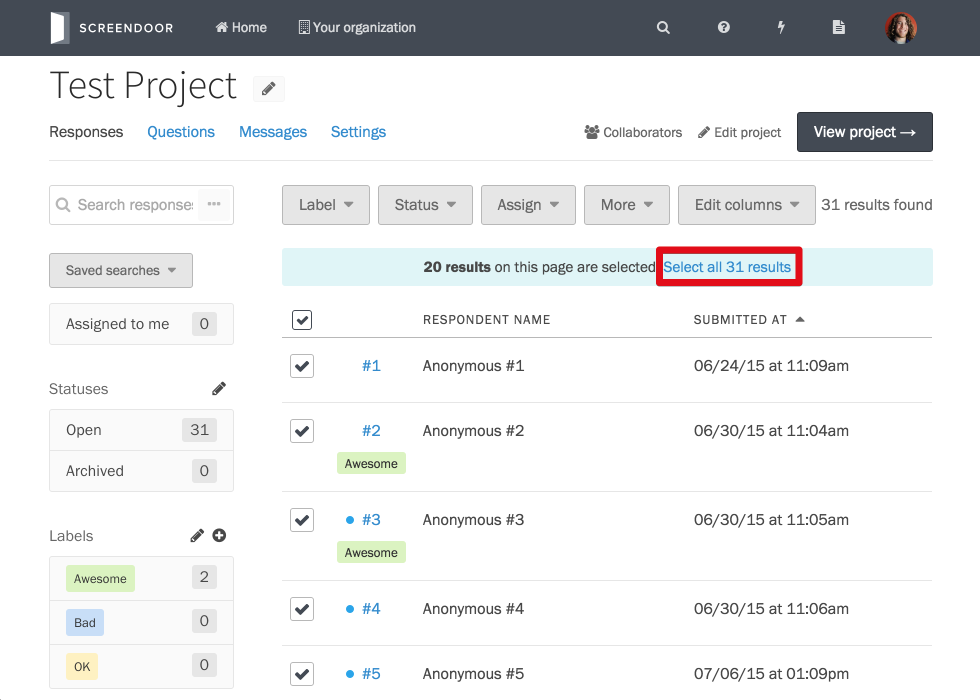 SCREENDOOR Home Your organization
Test Project
Responses Questions Messages Settings Collaborators Edit project View project →
Search response ••• Label Status Assign More Edit columns 31 results found
20 results on this page are selected Select all 31 results
Saved searches
RESPONDENT NAME SUBMITTED AT
Assigned to me 0
#1 Anonymous #1 06/24/15 at 11:09am
Statuses
Open 31
#2 Anonymous #2 06/30/15 at 11:04am
Awesome
Archived 0
#3 Anonymous #3 06/30/15 at 11:05am
Labels
Awesome
Awesome 2
#4 Anonymous #4 06/30/15 at 11:06am
Bad 0
OK 0
#5 Anonymous #5 07/06/15 at 01:09pm